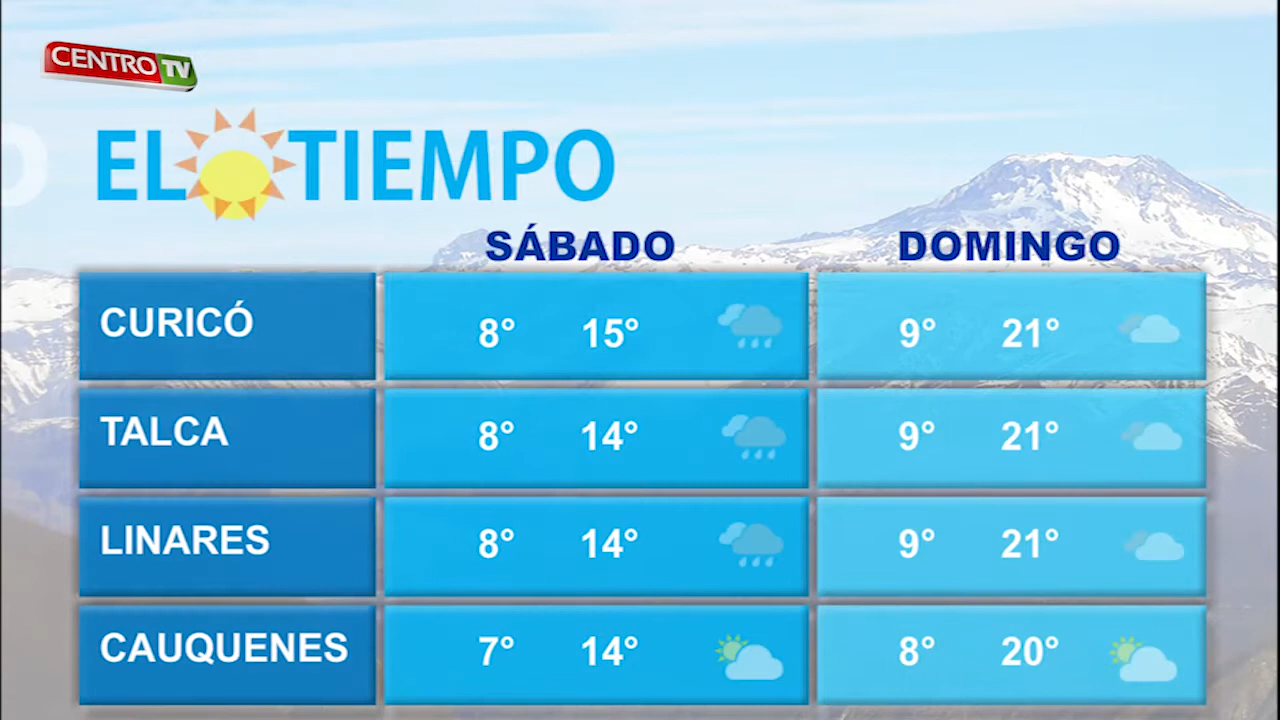 CENTRO TV
EL TIEMPO
SÁBADO DOMINGO
CURICÓ 8° 15° 9° 21°
TALCA 8° 14° 9° 21°
LINARES 8° 14° 9° 21°
CAUQUENES 7° 14° 8° 20°